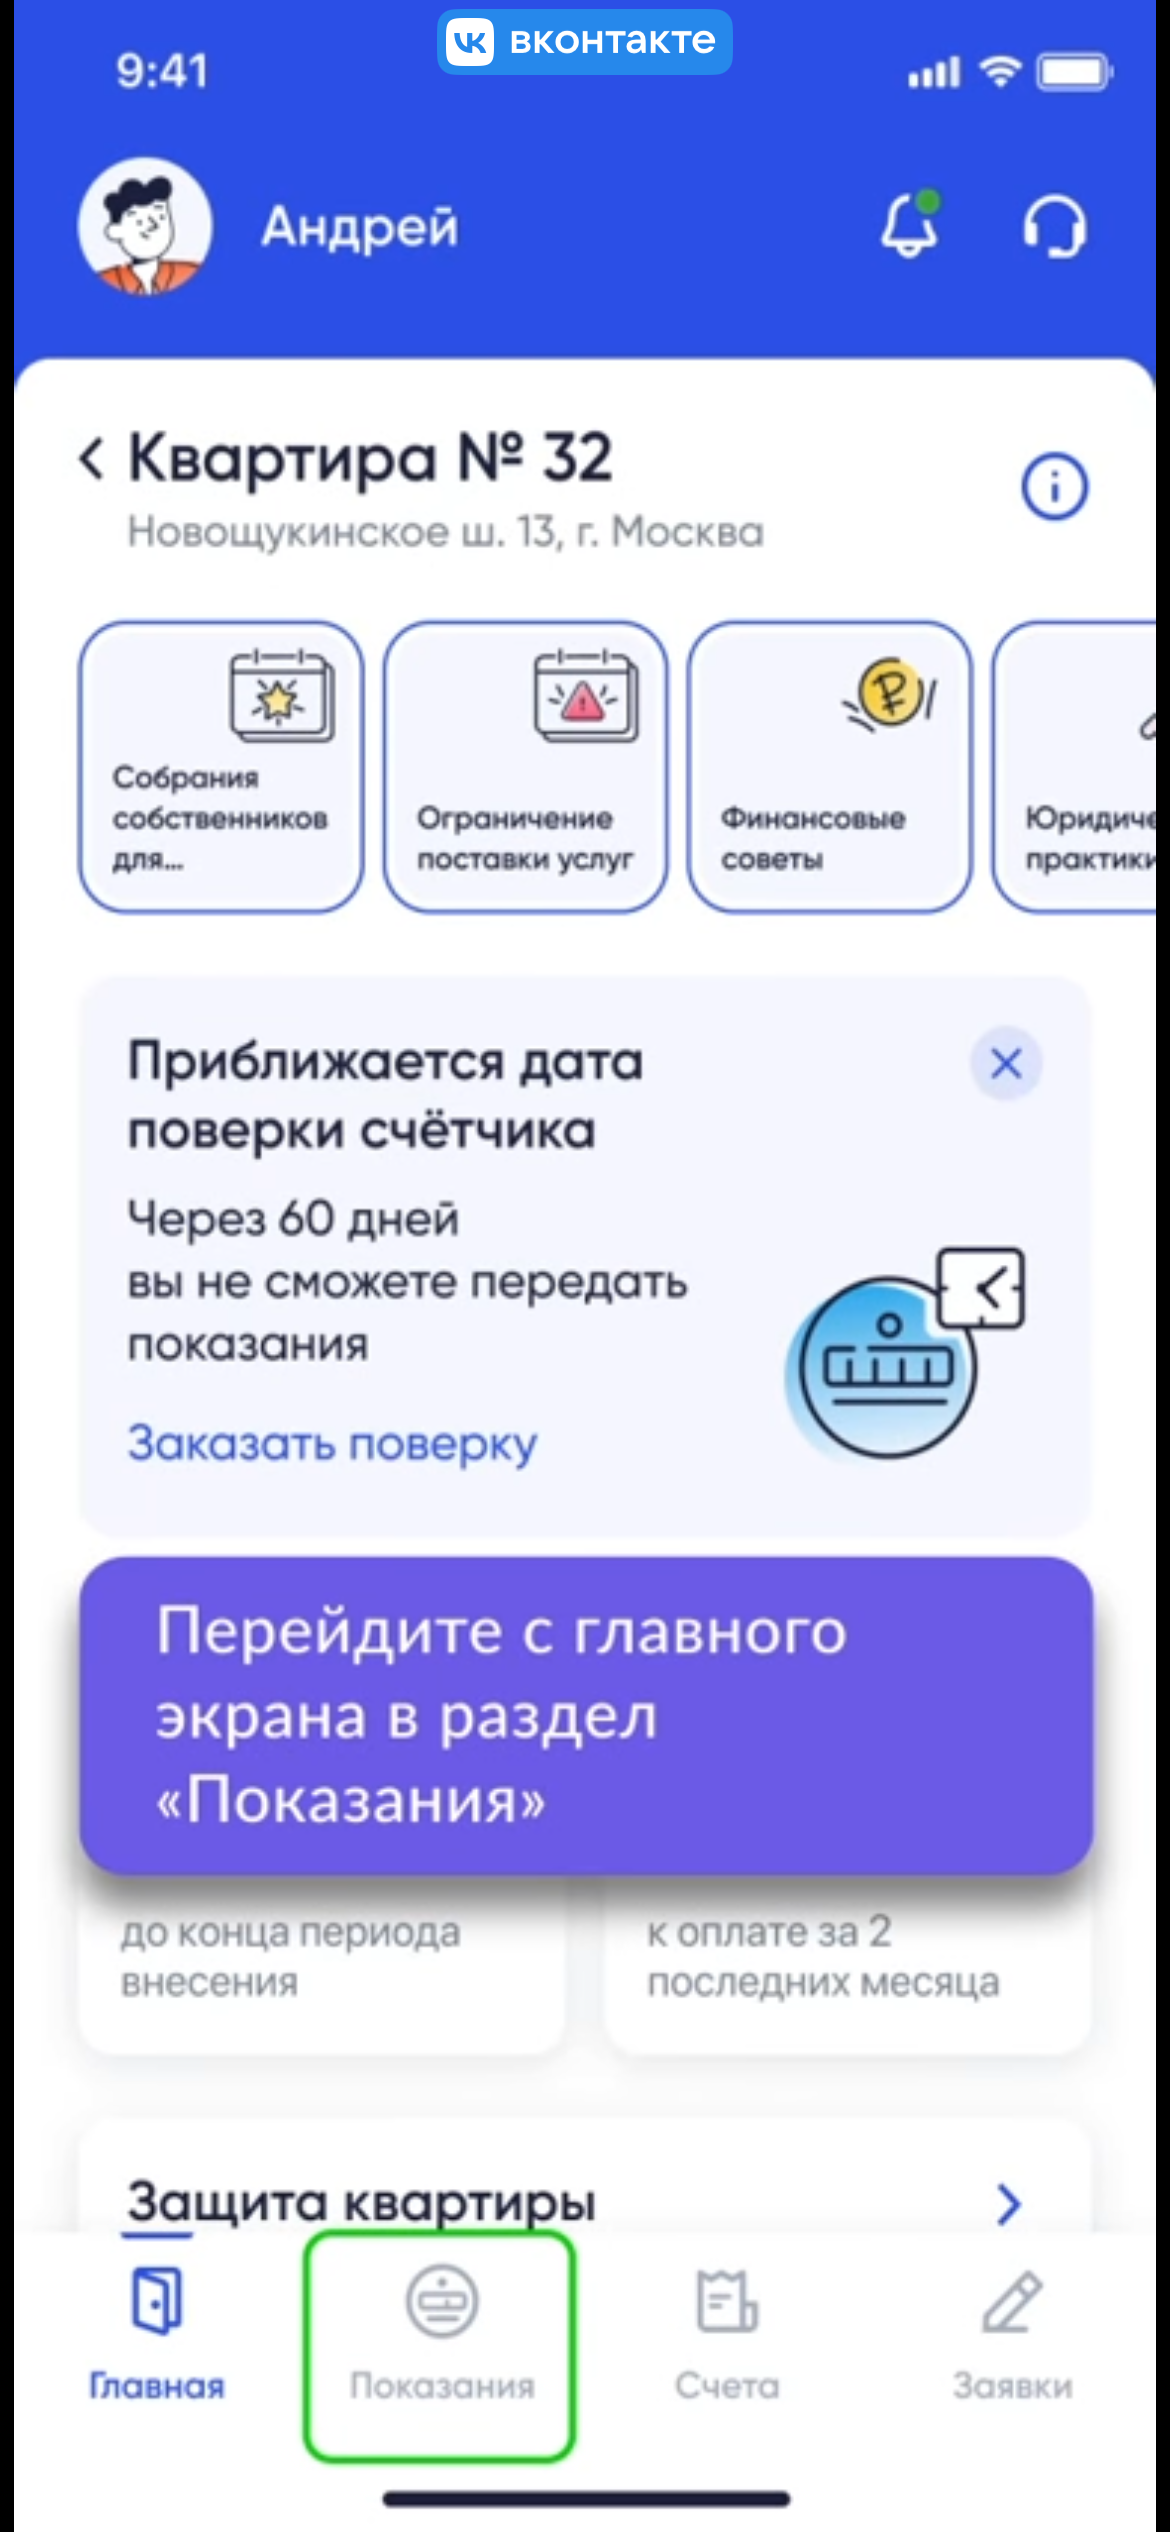 вконтакте
9:41
Андрей
Квартира № 32
Новощукинское ш. 13, г. Москва
Собрания
собственников
для...
Ограничение
поставки услуг
Финансовые
советы
Юридиче
практики
Приближается дата
поверки счётчика
Через 60 дней
вы не сможете передать
показания
Заказать поверку
Перейдите с главного
экрана в раздел
«Показания»
до конца периода
внесения
к оплате за 2
последних месяца
Защита квартиры
Главная
Показания
Счета
Заявки